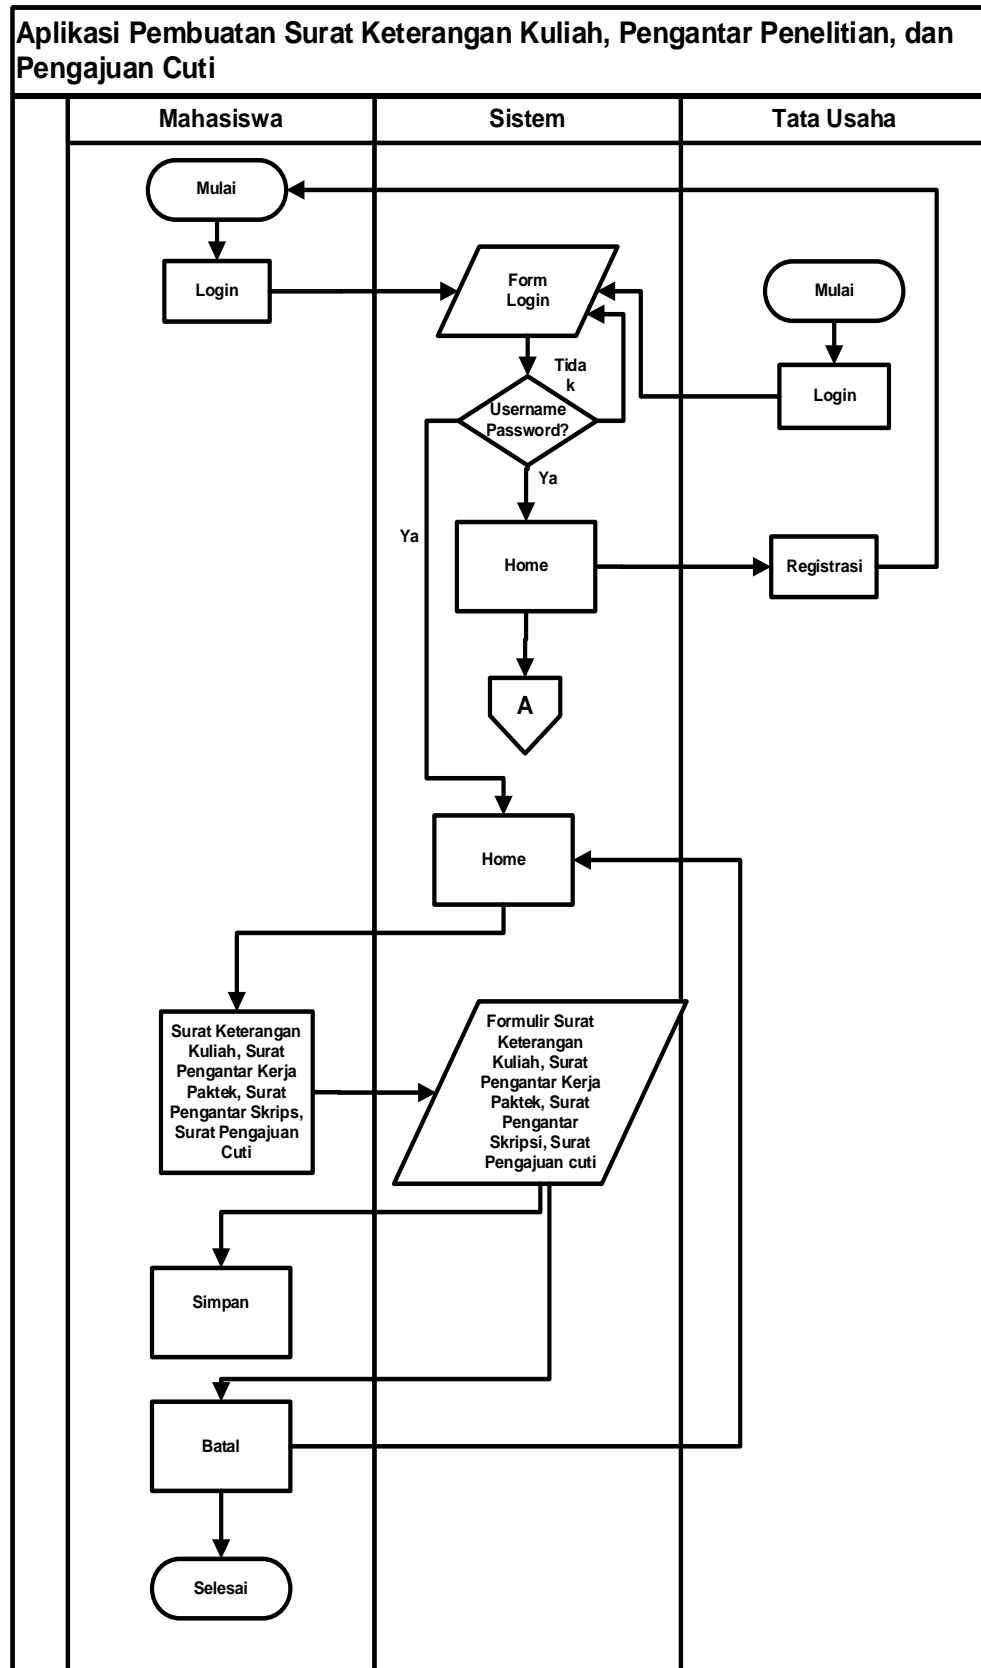 Aplikasi Pembuatan Surat Keterangan Kuliah, Pengantar Penelitian, dan
Pengajuan Cuti
Mahasiswa
Sistem
Tata Usaha
Mulai
Login
Form
Login
Mulai
Login
Tida
k
Username
Password?
Ya
Ya
Home
Registrasi
A
Home
Surat Keterangan
Kuliah, Surat
Pengantar Kerja
Paktek, Surat
Pengantar Skrips,
Surat Pengajuan
Cuti
Formulir Surat
Keterangan
Kuliah, Surat
Pengantar Kerja
Paktek, Surat
Pengantar
Skripsi, Surat
Pengajuan cuti
Simpan
Batal
Selesai